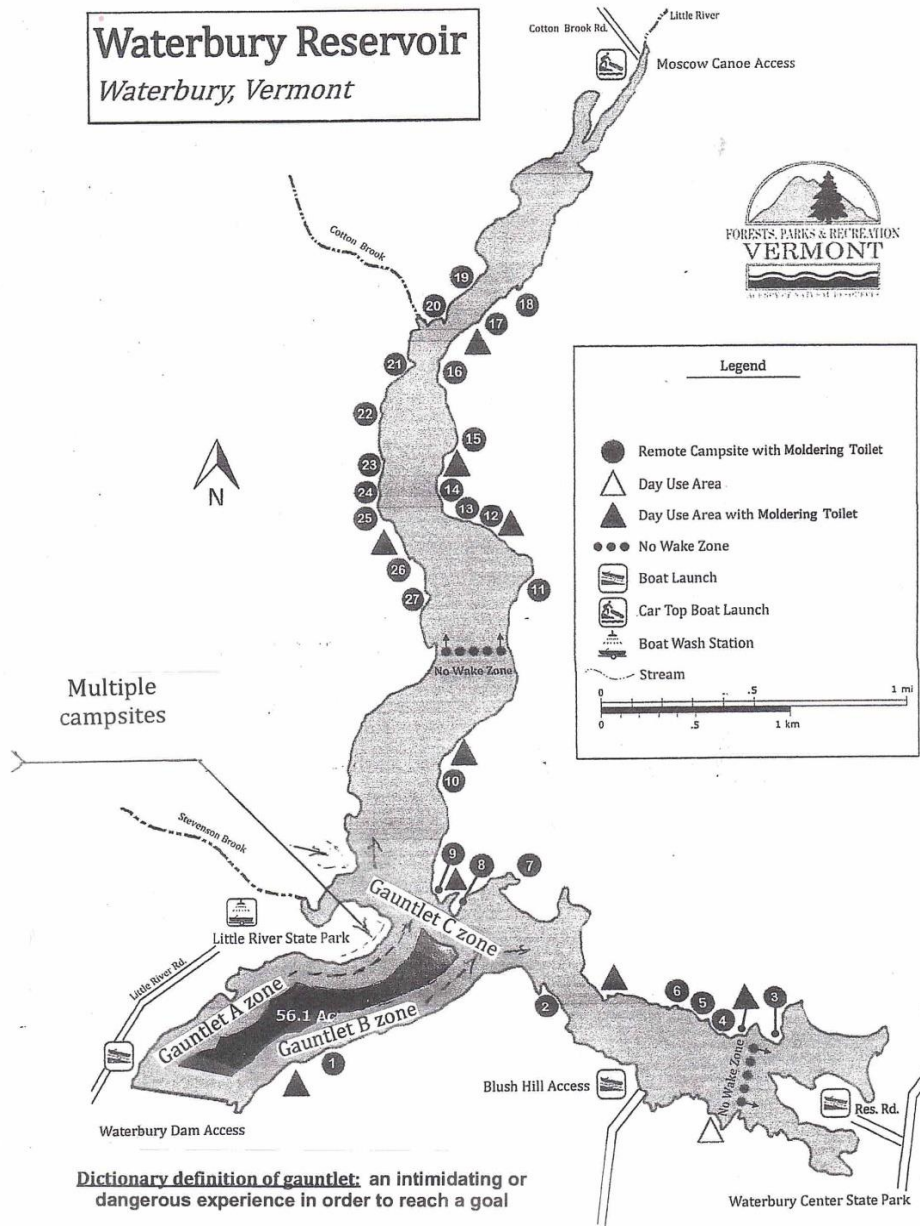 Waterbury Reservoir
Waterbury, Vermont
Cotton Brook Rd.
Little River
Moscow Canoe Access
FORESTS, PARKS & RECREATION
VERMONT
AGENCY OF NATURAL RESOURCES
Cotton Brook
19
20
18
17
21
16
22
15
23
24
14
13
12
25
26
11
27
No Wake Zone
N
Legend
Remote Campsite with Moldering Toilet
Day Use Area
Day Use Area with Moldering Toilet
No Wake Zone
Boat Launch
Car Top Boat Launch
Boat Wash Station
Stream
0 .5 1 mi
0 .5 1 km
Multiple
campsites
10
Stevenson Brook
9
8
7
Gauntlet C zone
Little River State Park
Little River Rd.
Gauntlet A zone
56.1 Ac
Gauntlet B zone
1
2
6
5
4
3
No Wake Zone
Blush Hill Access
Res. Rd.
Waterbury Dam Access
Waterbury Center State Park
Dictionary definition of gauntlet: an intimidating or
dangerous experience in order to reach a goal